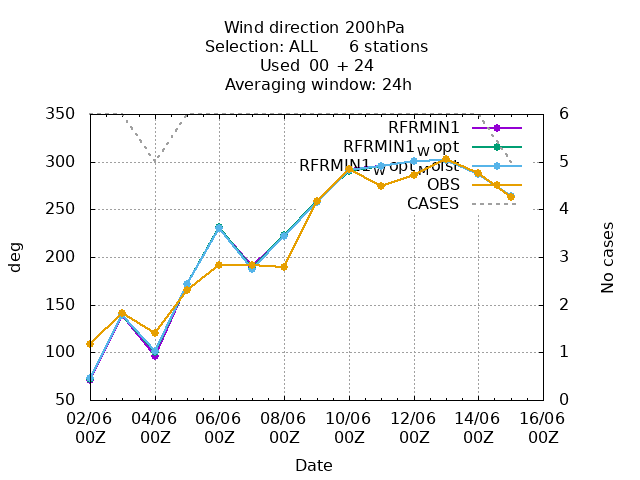 Wind direction 200hPa
Selection: ALL 6 stations
Used 00 + 24
Averaging window: 24h
350
300
250
200
150
100
50
6
5
4
3
2
1
0
RFRMIN1
RFRMIN1_W opt
RFRMIN1_W opt_Moist
OBS
CASES
deg
No cases
02/06 04/06 06/06 08/06 10/06 12/06 14/06 16/06
00Z 00Z 00Z 00Z 00Z 00Z 00Z 00Z
Date